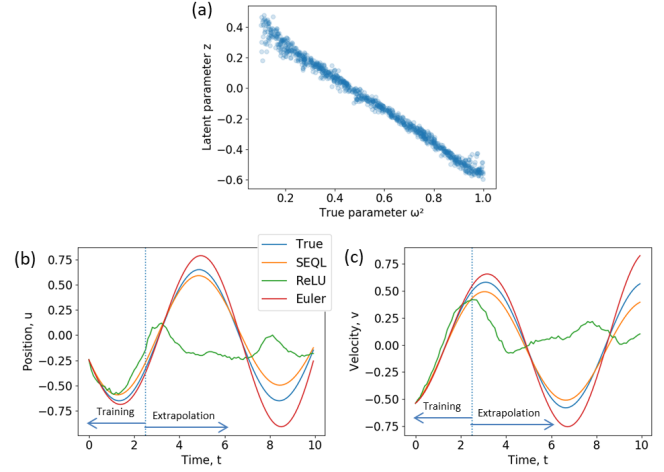 (a)
Latent parameter z
0.4
0.2
0.0
−0.2
−0.4
−0.6
0.2 0.4 0.6 0.8 1.0
True parameter ω²
(b)
Position, u
0.75
0.50
0.25
0.00
−0.25
−0.50
−0.75
True
SEQL
ReLU
Euler
Training
Extrapolation
0 2 4 6 8 10
Time, t
(c)
Velocity, v
0.75
0.50
0.25
0.00
−0.25
−0.50
−0.75
Training
Extrapolation
0 2 4 6 8 10
Time, t